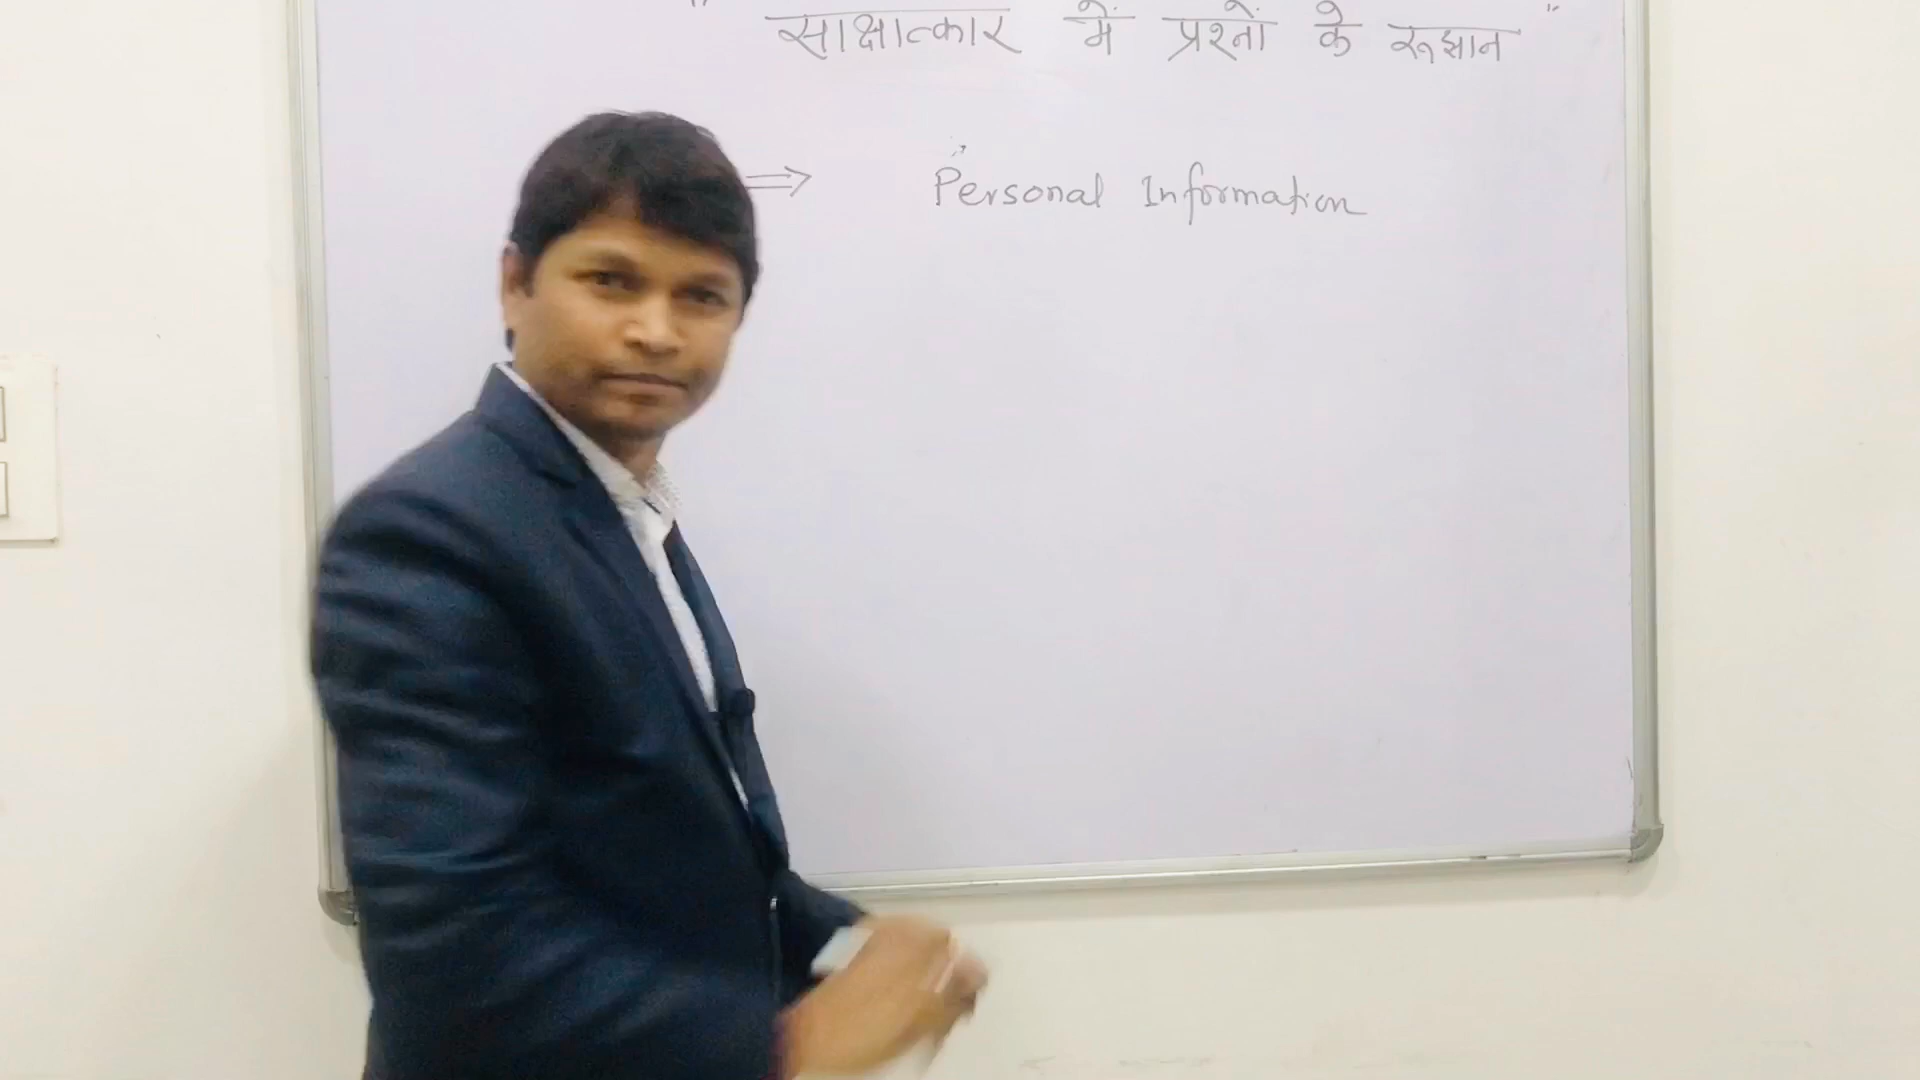 " साक्षात्कार में प्रश्नों के रूझान "
⇒ Personal Information